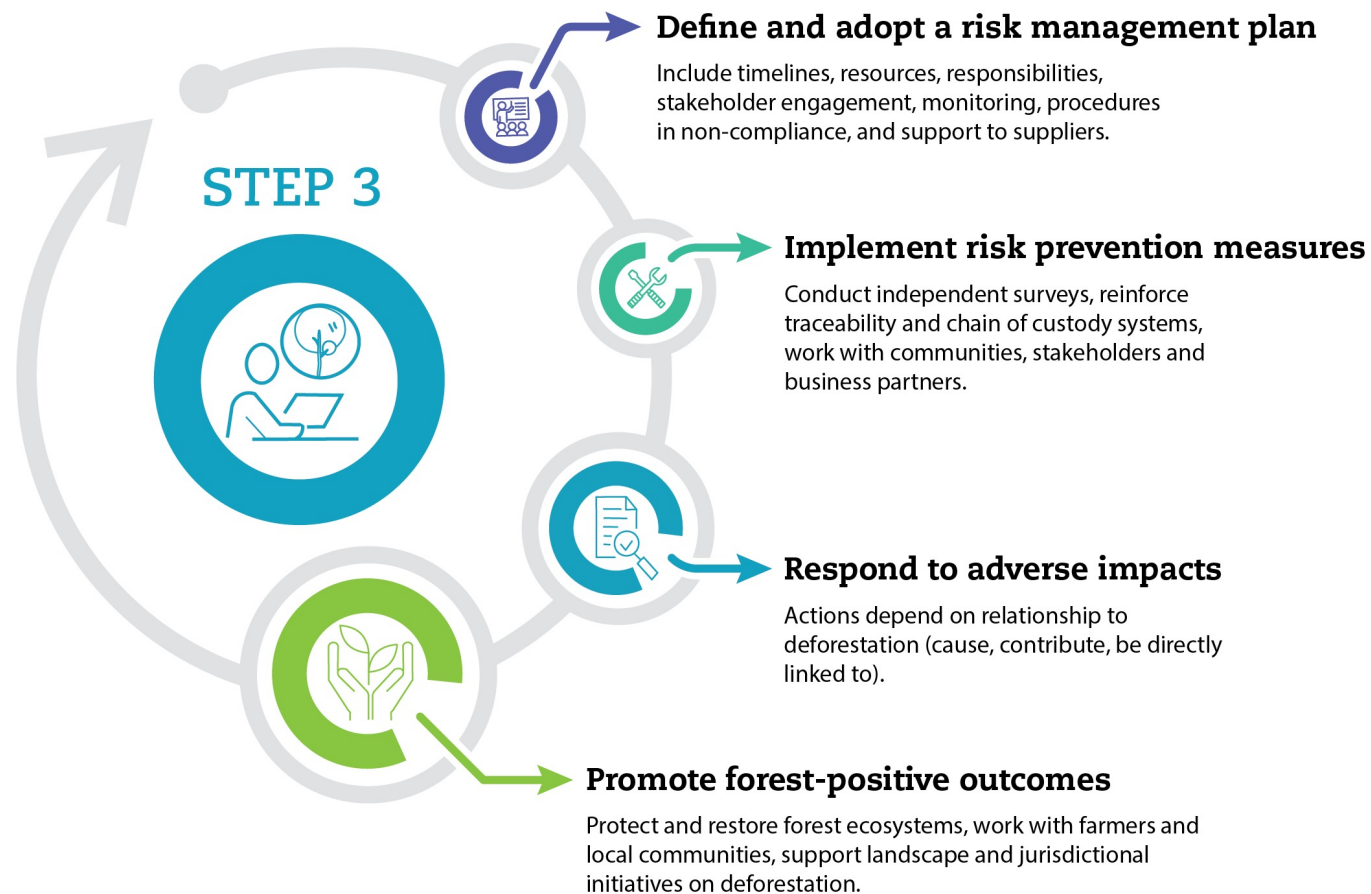 Define and adopt a risk management plan
Include timelines, resources, responsibilities,
stakeholder engagement, monitoring, procedures
in non-compliance, and support to suppliers.
STEP 3
Implement risk prevention measures
Conduct independent surveys, reinforce
traceability and chain of custody systems,
work with communities, stakeholders and
business partners.
Respond to adverse impacts
Actions depend on relationship to
deforestation (cause, contribute, be directly
linked to).
Promote forest-positive outcomes
Protect and restore forest ecosystems, work with farmers and
local communities, support landscape and jurisdictional
initiatives on deforestation.